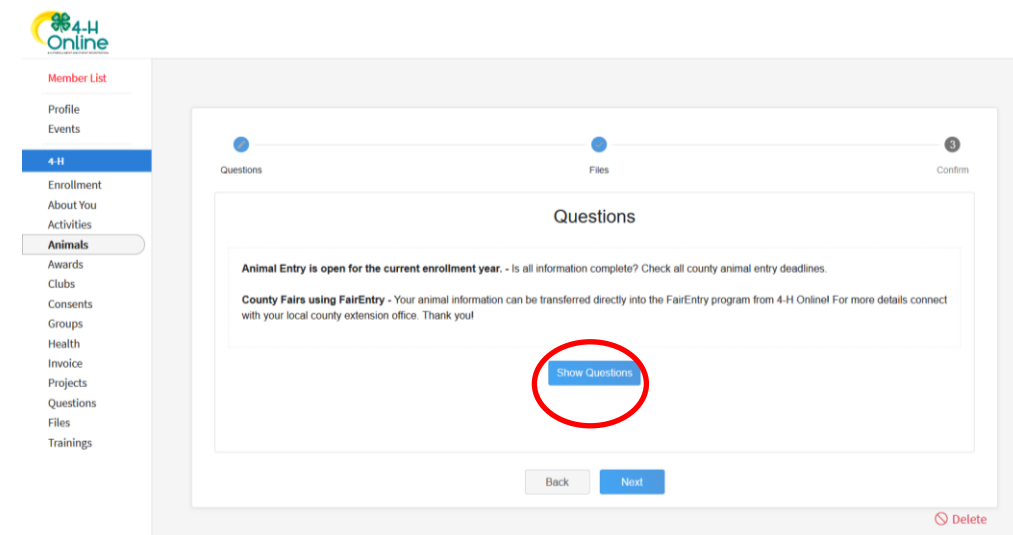 4-H
Online
Member List
Profile
Events
4-H
Enrollment
About You
Activities
Animals
Awards
Clubs
Consents
Groups
Health
Invoice
Projects
Questions
Files
Trainings
Questions
Files
3
Confirm
Questions
Animal Entry is open for the current enrollment year. - Is all information complete? Check all county animal entry deadlines.
County Fairs using FairEntry - Your animal information can be transferred directly into the FairEntry program from 4-H Online! For more details connect
with your local county extension office. Thank you!
Show Questions
Back
Next
Delete